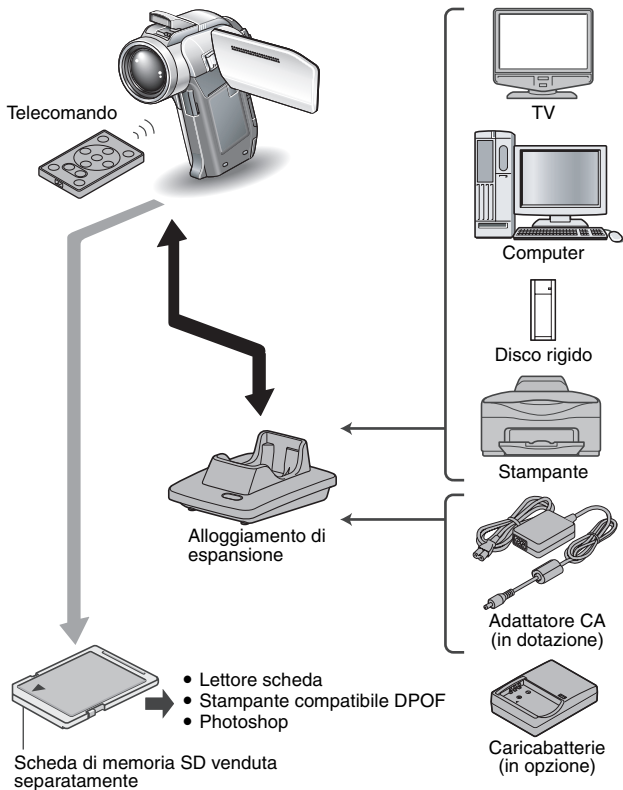 Telecomando
TV
Computer
Disco rigido
Stampante
Alloggiamento di
espansione
Adattatore CA
(in dotazione)
• Lettore scheda
• Stampante compatibile DPOF
• Photoshop
Caricabatterie
(in opzione)
Scheda di memoria SD venduta
separatamente